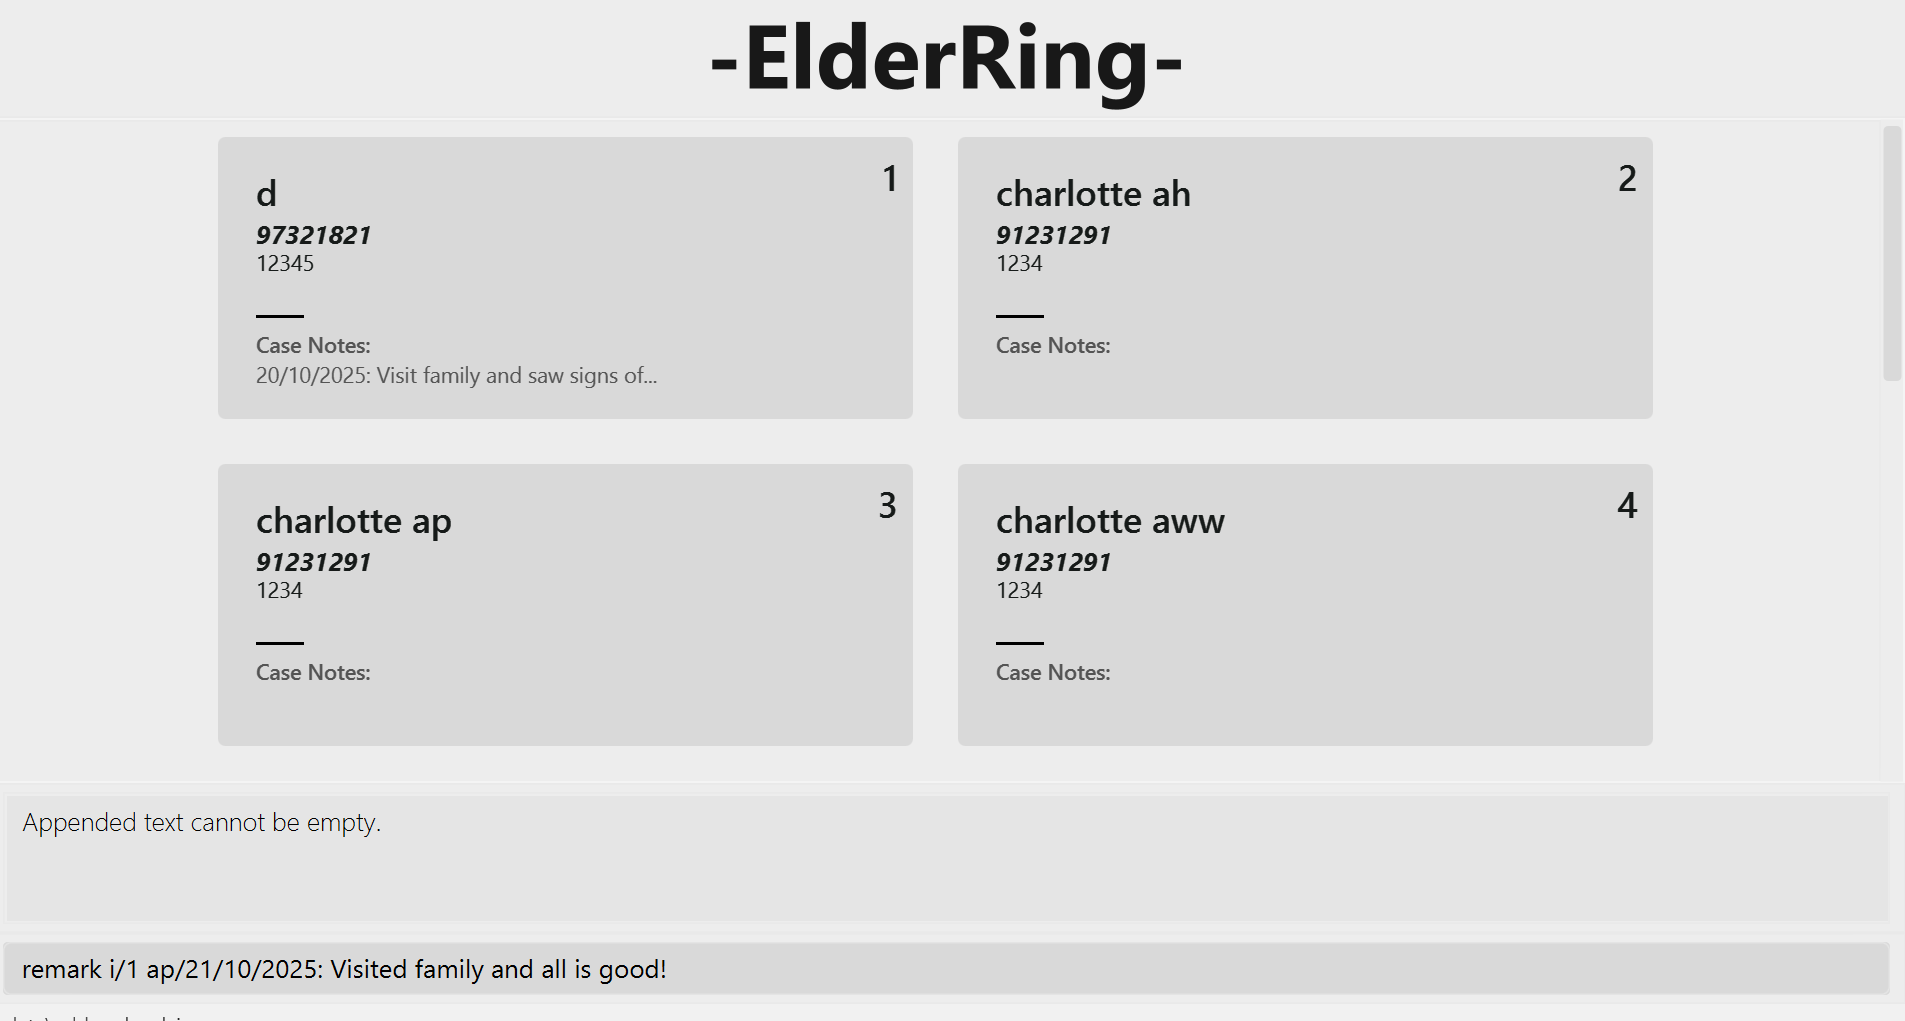 -ElderRing-
1
d
97321821
12345
Case Notes:
20/10/2025: Visit family and saw signs of...
2
charlotte ah
91231291
1234
Case Notes:
3
charlotte ap
91231291
1234
Case Notes:
4
charlotte aww
91231291
1234
Case Notes:
Appended text cannot be empty.
remark i/1 ap/21/10/2025: Visited family and all is good!